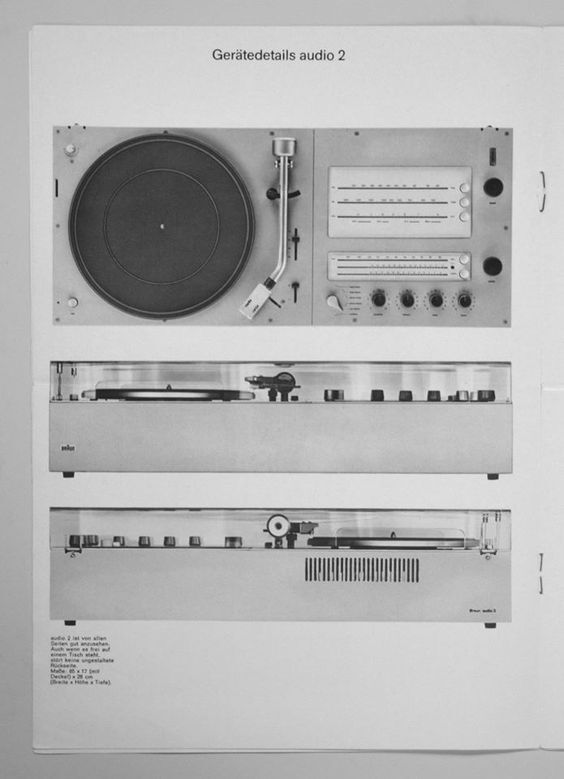 Gerätedetails audio 2
BRAUN
Braun audio 2
audio 2 ist von allen
Seiten gut anzusehen.
Auch wenn es frei auf
einem Tisch steht,
stört keine ungestaltete
Rückseite.
Maße: 65 x 17 (mit
Deckel) x 28 cm
(Breite x Höhe x Tiefe).